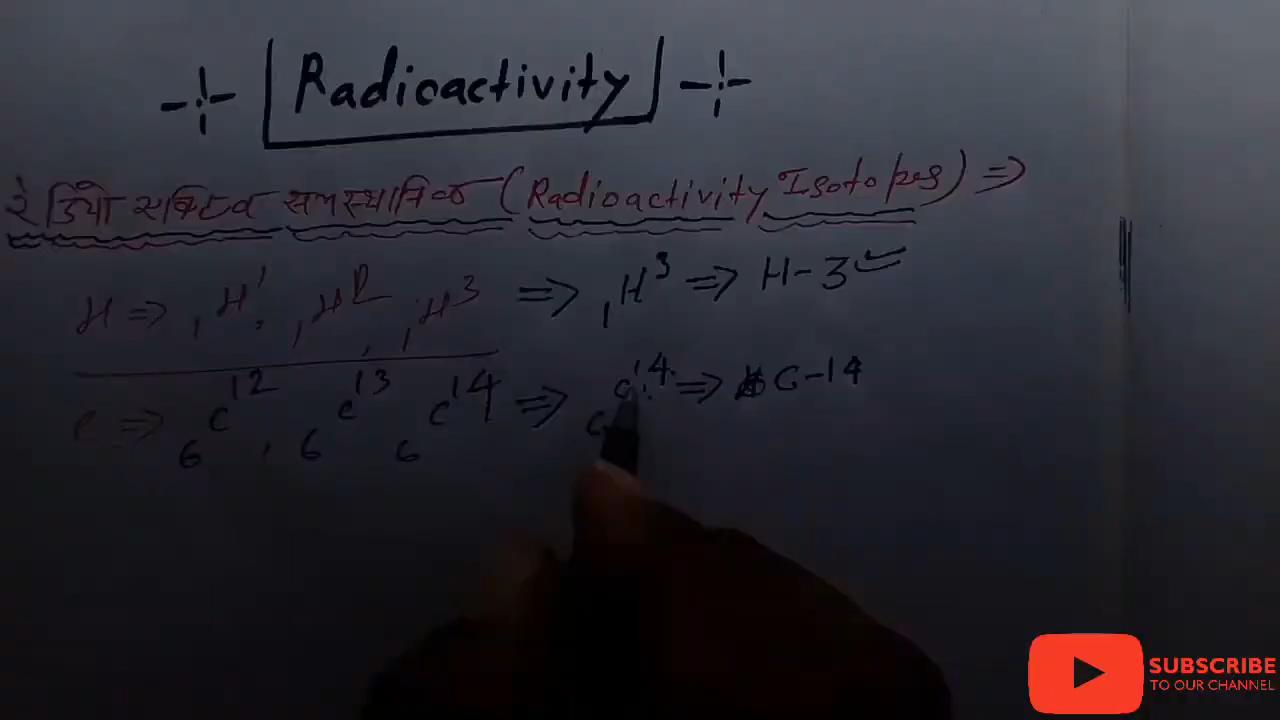 Radioactivity
रेडियो सक्टिव समस्थानिक (Radioactivity Isotopes) ⇒
H ⇒ ₁H¹, ₁H², ₁H³ ⇒ ₁H³ ⇒ H-3
C ⇒ ₆C¹², ₆C¹³ ₆C¹⁴ ⇒ ₆C¹⁴ ⇒ C-14
SUBSCRIBE
TO OUR CHANNEL